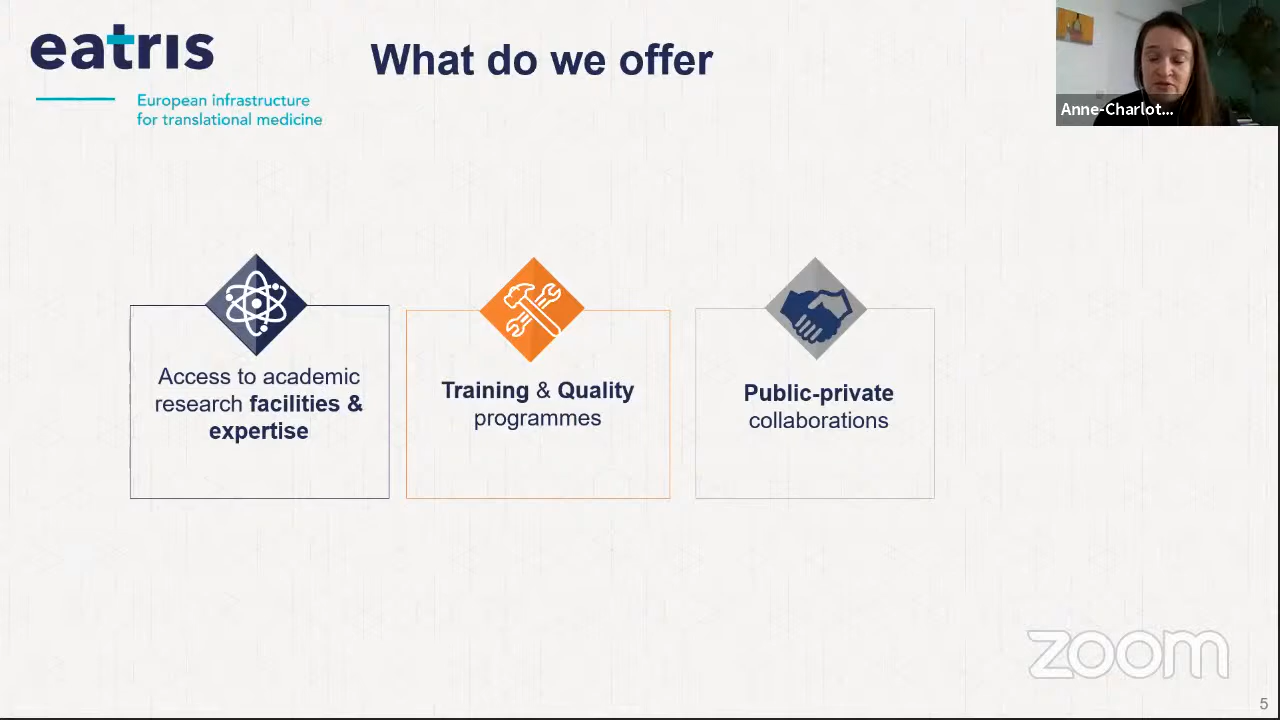 eatris
European infrastructure
for translational medicine
What do we offer
Anne-Charlot...
Access to academic
research facilities &
expertise
Training & Quality
programmes
Public-private
collaborations
zoom
5